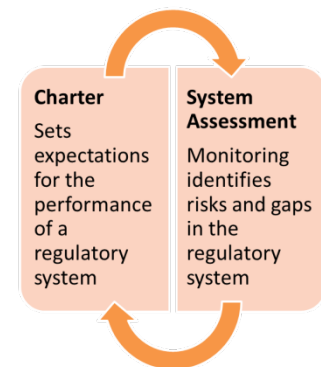 Charter
Sets
expectations
for the
performance
of a
regulatory
system
System
Assessment
Monitoring
identifies
risks and gaps
in the
regulatory
system